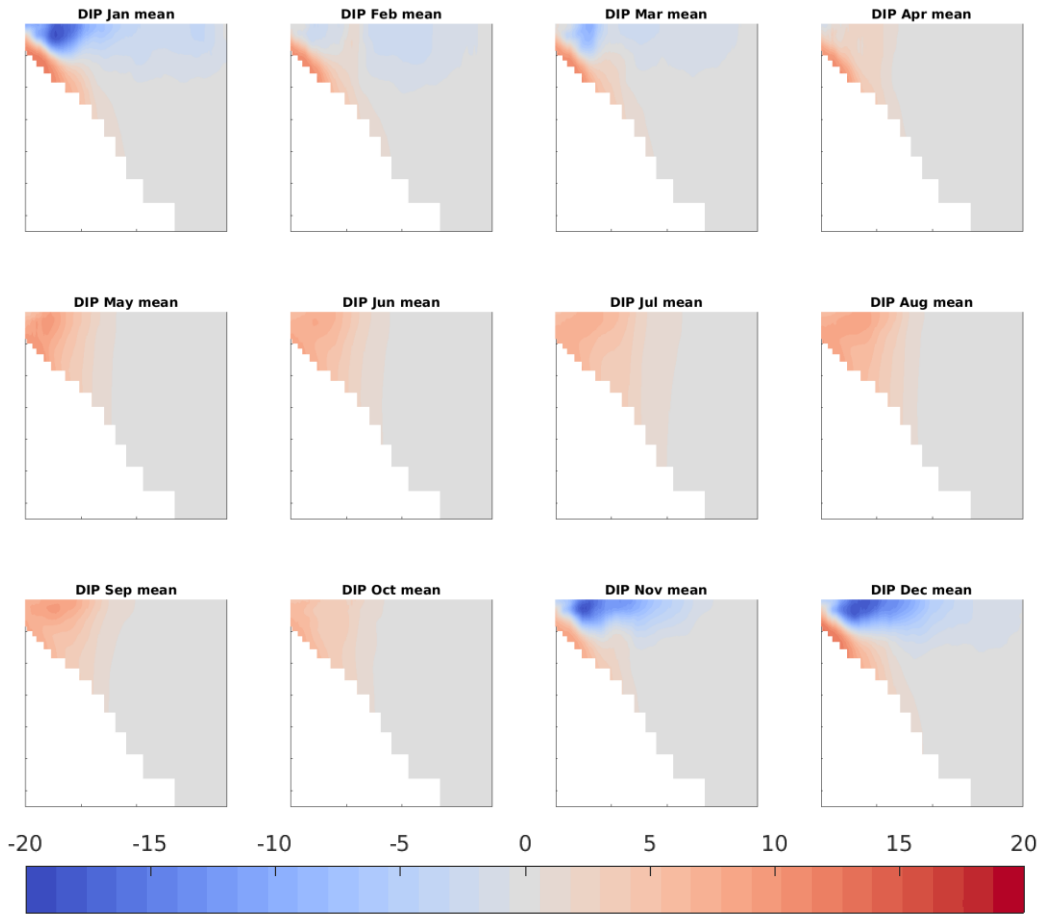 DIP Jan mean DIP Feb mean DIP Mar mean DIP Apr mean
DIP May mean DIP Jun mean DIP Jul mean DIP Aug mean
DIP Sep mean DIP Oct mean DIP Nov mean DIP Dec mean
-20 -15 -10 -5 0 5 10 15 20